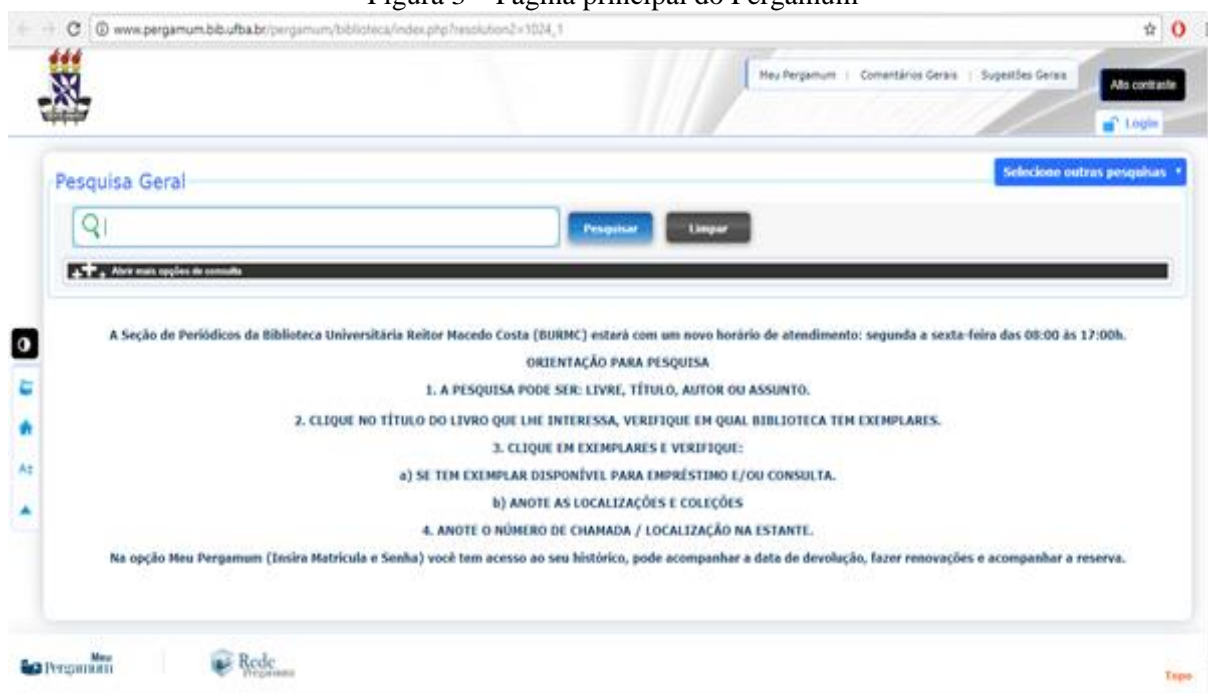 Figura 3 – Página principal do Pergamum
www.pergamum.bib.ufba.br/pergamum/biblioteca/index.php?resolution2=1024_1
Meu Pergamum | Comentários Gerais | Sugestões Gerais
Alto contraste
Login
Selecione outras pesquisas
Pesquisa Geral
Pesquisar
Limpar
Abrir mais opções de consulta
A Seção de Periódicos da Biblioteca Universitária Reitor Macedo Costa (BURMC) estará com um novo horário de atendimento: segunda a sexta-feira das 08:00 às 17:00h.
ORIENTAÇÃO PARA PESQUISA
1. A PESQUISA PODE SER: LIVRE, TÍTULO, AUTOR OU ASSUNTO.
2. CLIQUE NO TÍTULO DO LIVRO QUE LHE INTERESSA, VERIFIQUE EM QUAL BIBLIOTECA TEM EXEMPLARES.
3. CLIQUE EM EXEMPLARES E VERIFIQUE:
a) SE TEM EXEMPLAR DISPONÍVEL PARA EMPRÉSTIMO E/OU CONSULTA.
b) ANOTE AS LOCALIZAÇÕES E COLEÇÕES
4. ANOTE O NÚMERO DE CHAMADA / LOCALIZAÇÃO NA ESTANTE.
Na opção Meu Pergamum (Insira Matricula e Senha) você tem acesso ao seu histórico, pode acompanhar a data de devolução, fazer renovações e acompanhar a reserva.
Meu
Pergamum
Rede
Pergamum
Topo